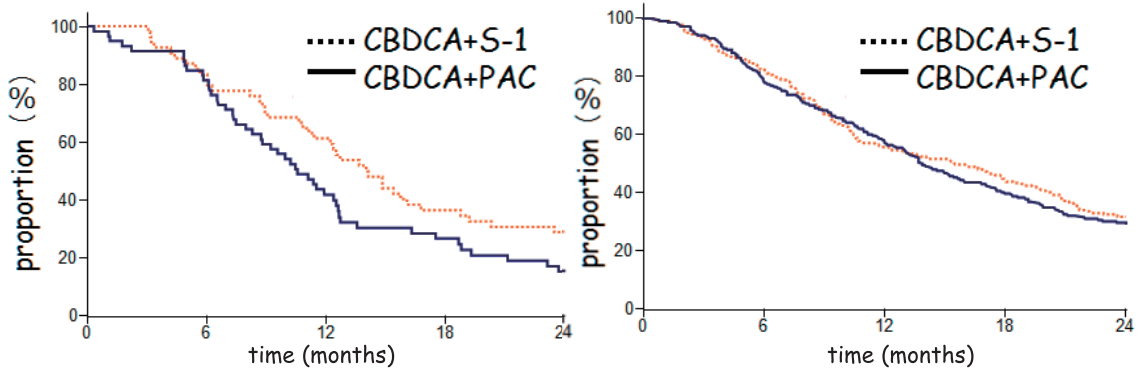 100
80
60
40
20
0
proportion (%)
CBDCA+S-1
CBDCA+PAC
0 6 12 18 24
time (months)
100
80
60
40
20
0
proportion (%)
CBDCA+S-1
CBDCA+PAC
0 6 12 18 24
time (months)